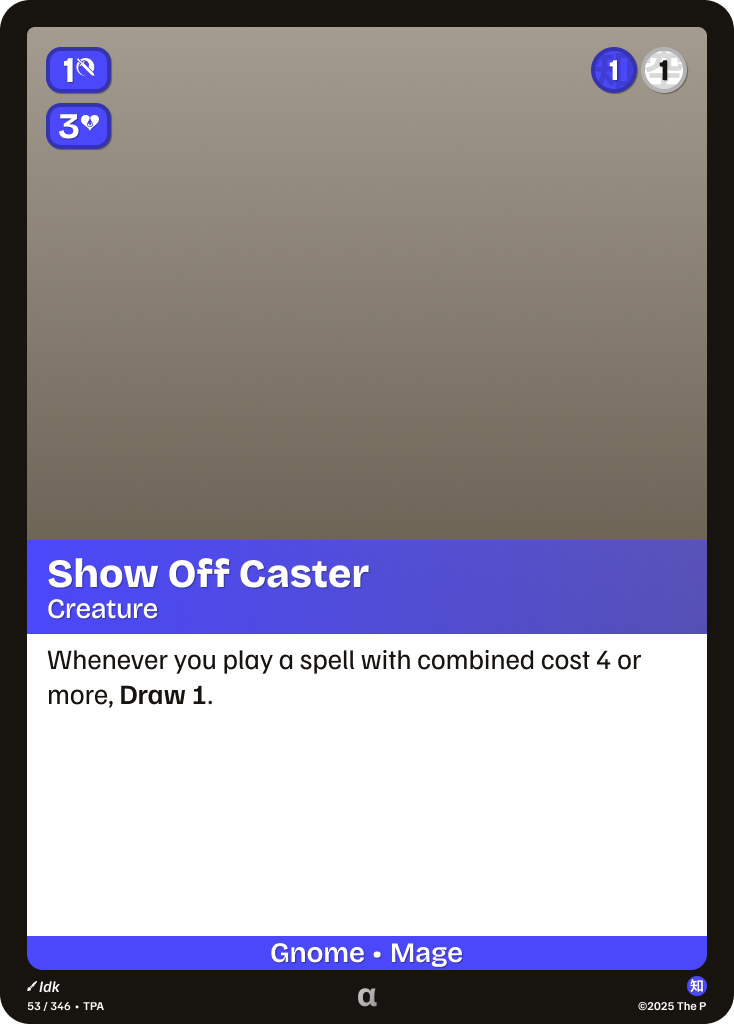 1
3
1 1
Show Off Caster
Creature
Whenever you play a spell with combined cost 4 or
more, Draw 1.
Gnome • Mage
Idk
53 / 346 • TPA
α
知
©2025 The P